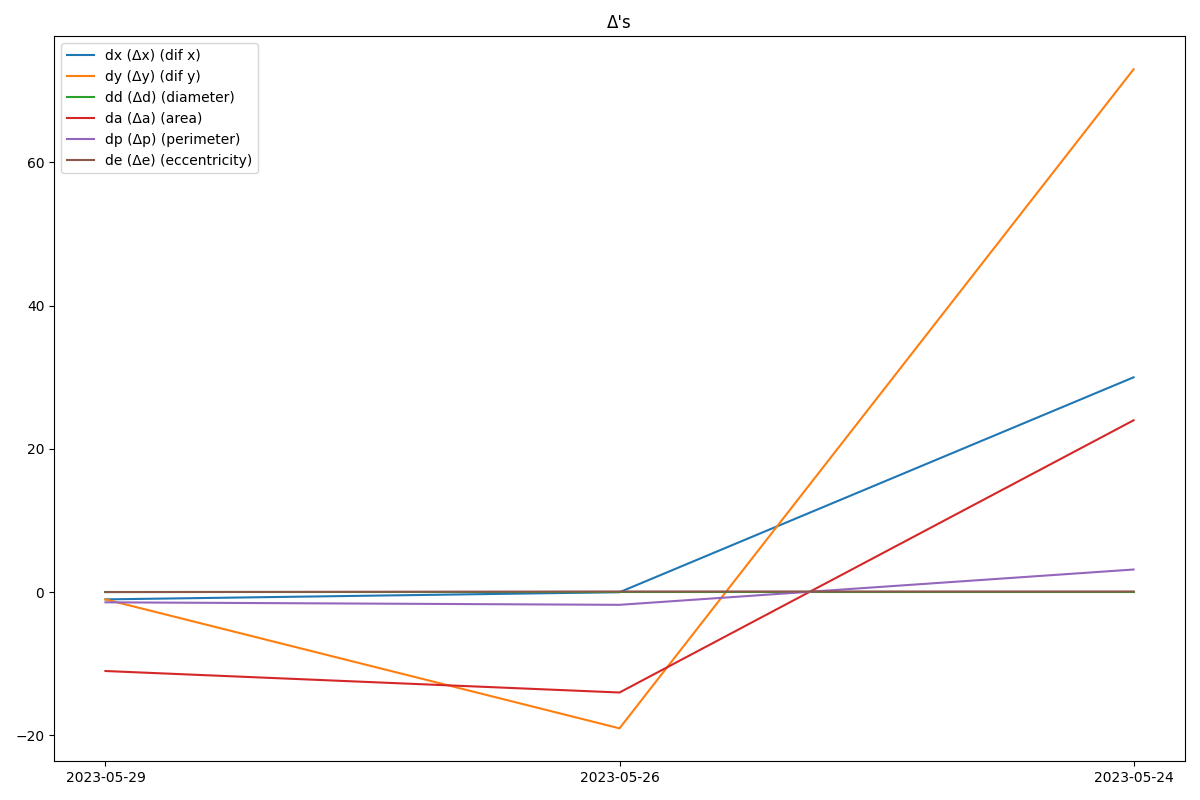 Δ's
dx (Δx) (dif x)
dy (Δy) (dif y)
dd (Δd) (diameter)
da (Δa) (area)
dp (Δp) (perimeter)
de (Δe) (eccentricity)
60
40
20
0
−20
2023-05-29
2023-05-26
2023-05-24